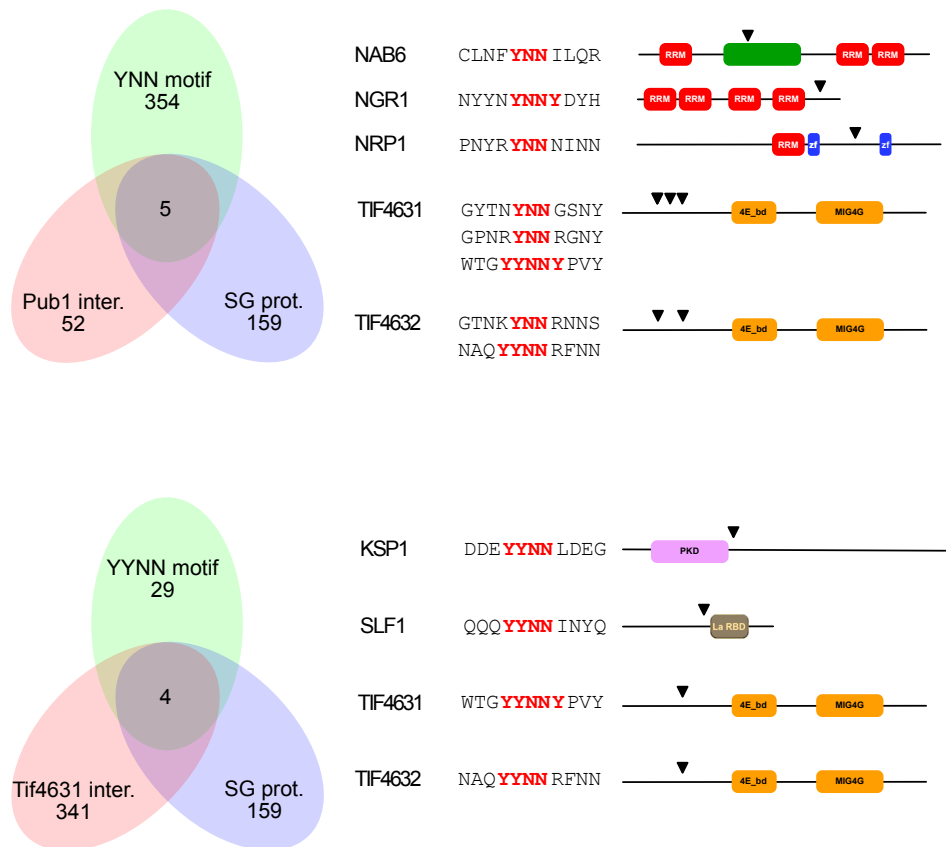 YNN motif
354
5
Pub1 inter.
52
SG prot.
159
NAB6 CLNFYNNILQR RRM RRM RRM
NGR1 NYYNYNNYDYH RRM RRM RRM RRM
NRP1 PNYRYNNNINN RRM zf zf
TIF4631 GYTNYNNGSNY 4E_bd MIG4G
GPNRYNNRGNY
WTGYYNNYPVY
TIF4632 GTNKYNNRNNS 4E_bd MIG4G
NAQYYNNRFNN
YYNN motif
29
4
Tif4631 inter.
341
SG prot.
159
KSP1 DDEYYNNLDEG PKD
SLF1 QQQYYNNINYQ La RBD
TIF4631 WTGYYNNYPVY 4E_bd MIG4G
TIF4632 NAQYYNNRFNN 4E_bd MIG4G